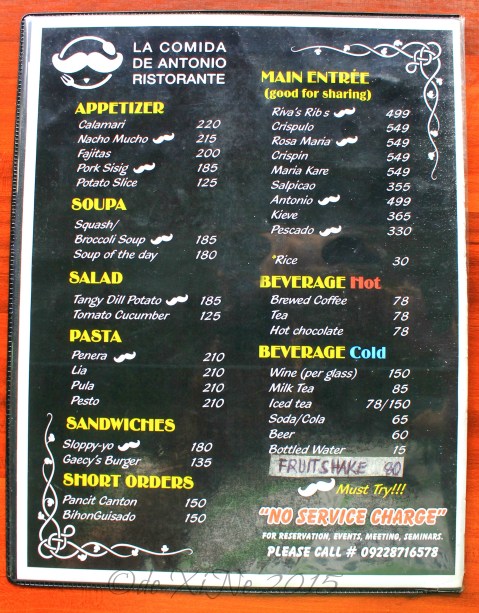 LA COMIDA
DE ANTONIO
RISTORANTE
APPETIZER
Calamari 220
Nacho Mucho 215
Fajitas 200
Pork Sisig 185
Potato Slice 125
SOUPA
Squash/
Broccoli Soup 185
Soup of the day 180
SALAD
Tangy Dill Potato 185
Tomato Cucumber 125
PASTA
Penera 210
Lia 210
Pula 210
Pesto 210
SANDWICHES
Sloppy-yo 180
Gaecy's Burger 135
SHORT ORDERS
Pancit Canton 150
BihonGuisado 150
MAIN ENTRÉE
(good for sharing)
Riva's Rib s 499
Crispulo 549
Rosa Maria 549
Crispin 549
Maria Kare 549
Salpicao 355
Antonio 499
Kieve 365
Pescado 330
*Rice 30
BEVERAGE Hot
Brewed Coffee 78
Tea 78
Hot chocolate 78
BEVERAGE Cold
Wine (per glass) 150
Milk Tea 85
Iced tea 78/150
Soda/Cola 65
Beer 60
Bottled Water 15
FRUITSHAKE 80
Must Try!!!
"NO SERVICE CHARGE"
FOR RESERVATION, EVENTS, MEETING, SEMINARS.
PLEASE CALL # 09228716578
©de XiNe 2015